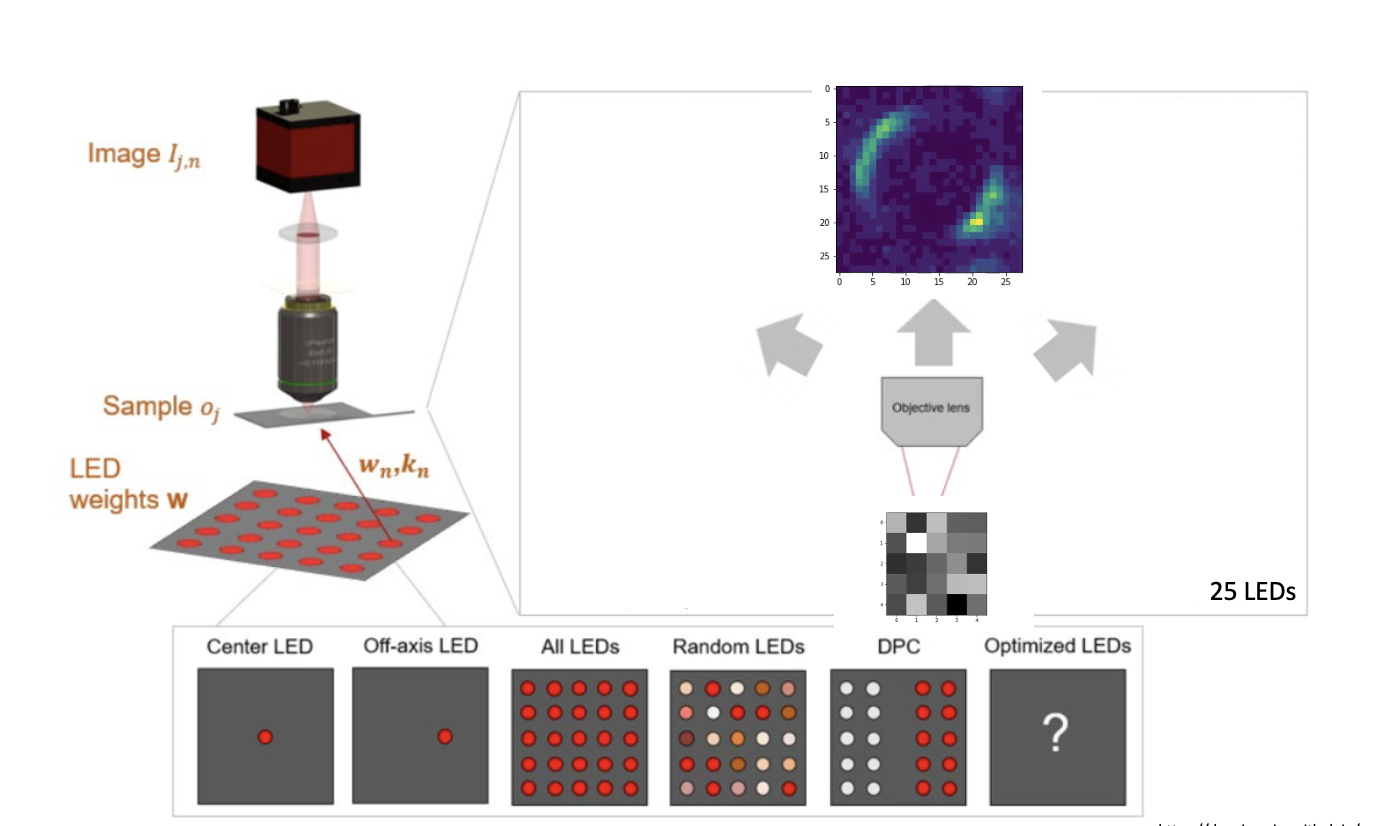 Image I_{j,n}
Sample o_j
LED
weights w
w_n,k_n
0
5
10
15
20
25
0 5 10 15 20 25
Objective lens
0
1
2
3
4
0 1 2 3 4
25 LEDs
Center LED
Off-axis LED
All LEDs
Random LEDs
DPC
Optimized LEDs
?